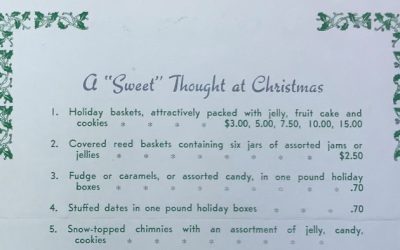 A "Sweet" Thought at Christmas
1. Holiday baskets, attractively packed with jelly, fruit cake and
cookies * * * * * $3.00, 5.00, 7.50, 10.00, 15.00
2. Covered reed baskets containing six jars of assorted jams or
jellies * * * * * * * * $2.50
3. Fudge or caramels, or assorted candy, in one pound holiday
boxes * * * * * * * * * .70
4. Stuffed dates in one pound holiday boxes * * * * .70
5. Snow-topped chimnies with an assortment of jelly, candy,
cookies * * * * * * * *